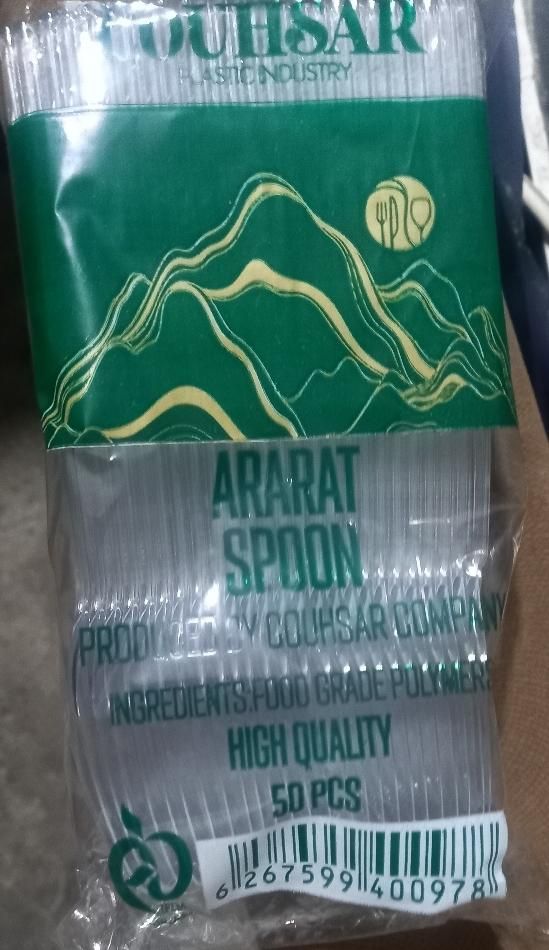 COUHSAR
PLASTIC INDUSTRY
ARARAT
SPOON
PRODUCED BY COUHSAR COMPANY
INGREDIENTS:FOOD GRADE POLYMERS
HIGH QUALITY
50 PCS
6 267599 400978